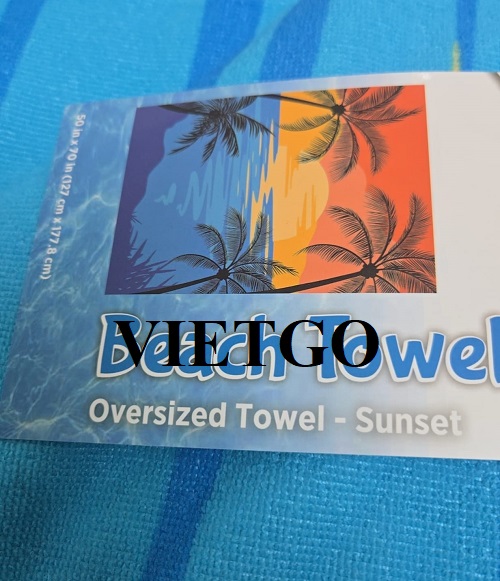 50 in x 70 in (127 cm x 177.8 cm)
Beach Towel
VIETGO
Oversized Towel - Sunset